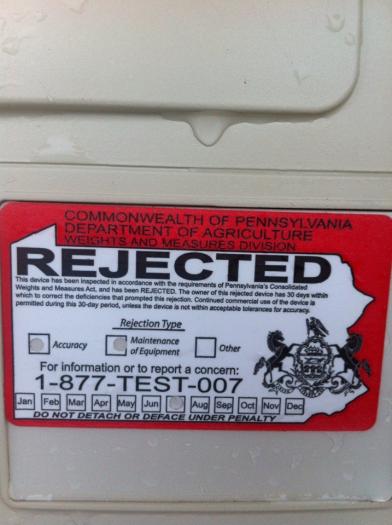 COMMONWEALTH OF PENNSYLVANIA
DEPARTMENT OF AGRICULTURE
WEIGHTS AND MEASURES DIVISION
REJECTED
This device has been inspected in accordance with the requirements of Pennsylvania's Consolidated
Weights and Measures Act, and has been REJECTED. The owner of this rejected device has 30 days within
which to correct the deficiencies that prompted this rejection. Continued commercial use of the device is
permitted during this 30-day period, unless the device is not within acceptable tolerances for accuracy.
Rejection Type
Accuracy
Maintenance
of Equipment
Other
For information or to report a concern:
1-877-TEST-007
Jan Feb Mar Apr May Jun Aug Sep Oct Nov Dec
DO NOT DETACH OR DEFACE UNDER PENALTY